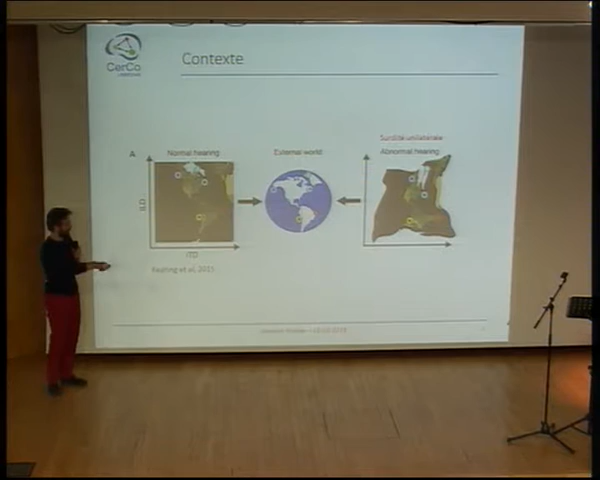 CerCo
Contexte
A
Normal hearing
External world
Surdité unilatérale
Abnormal hearing
ILD
ITD
Keating et al, 2015